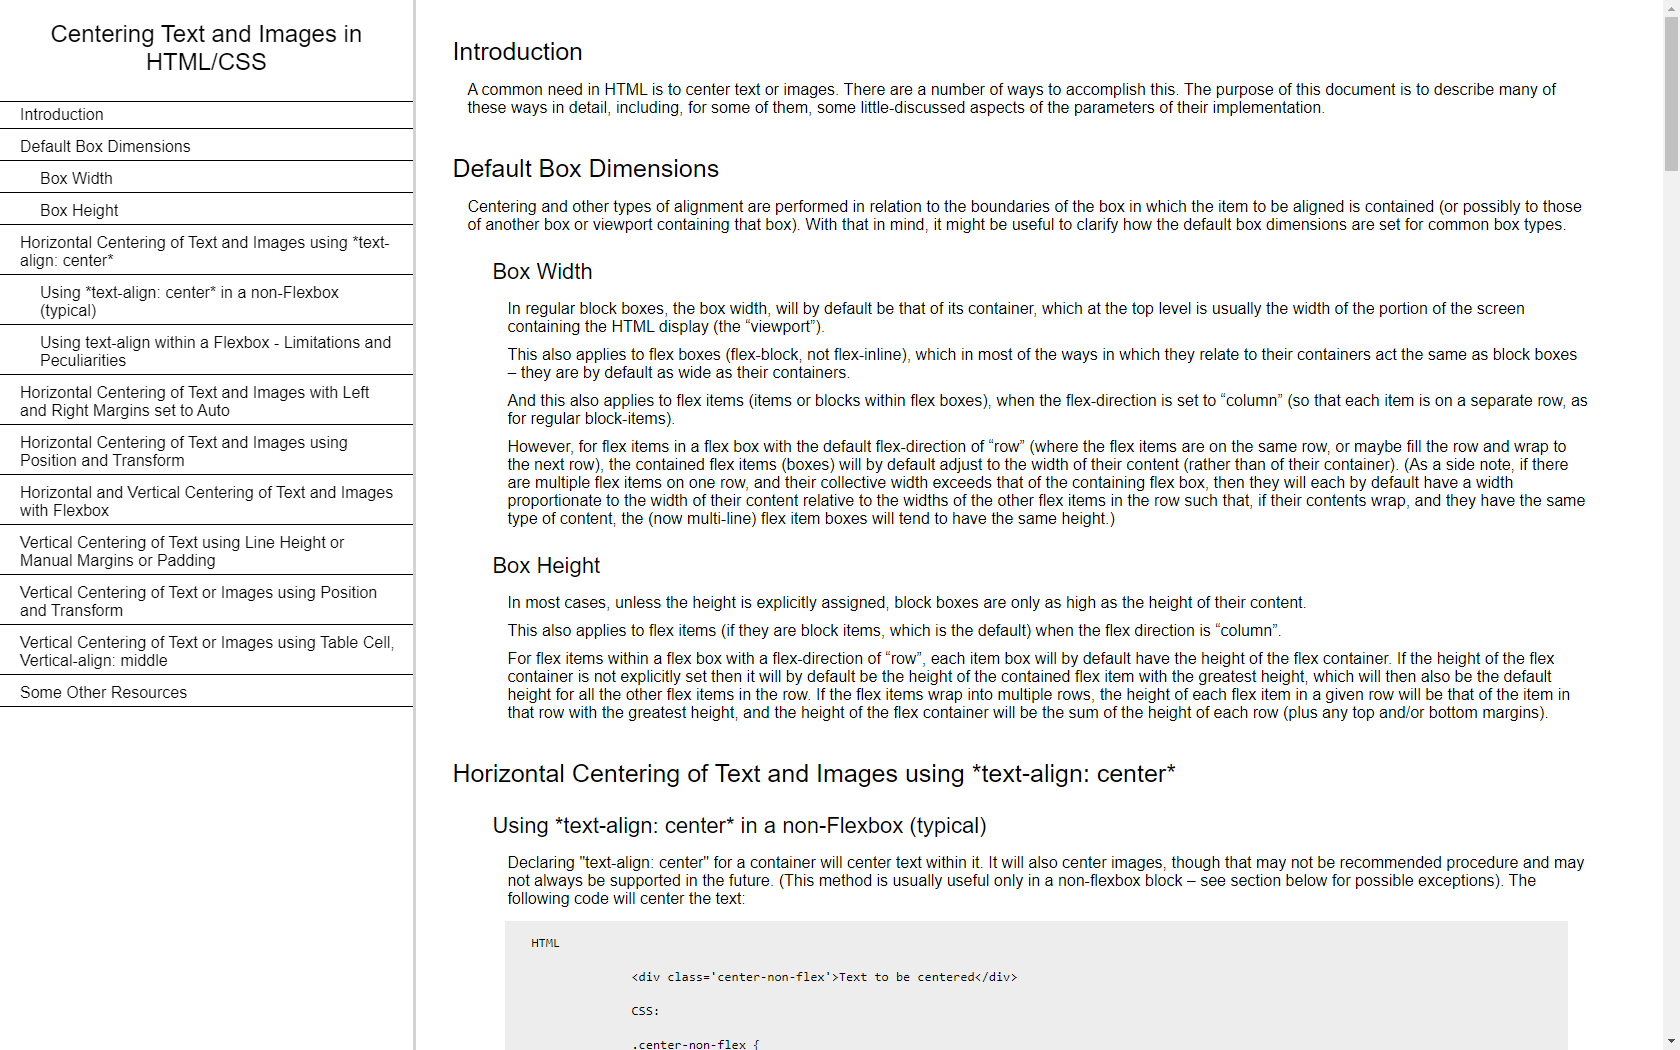 Centering Text and Images in
HTML/CSS
Introduction
Default Box Dimensions
Box Width
Box Height
Horizontal Centering of Text and Images using *text-
align: center*
Using *text-align: center* in a non-Flexbox
(typical)
Using text-align within a Flexbox - Limitations and
Peculiarities
Horizontal Centering of Text and Images with Left
and Right Margins set to Auto
Horizontal Centering of Text and Images using
Position and Transform
Horizontal and Vertical Centering of Text and Images
with Flexbox
Vertical Centering of Text using Line Height or
Manual Margins or Padding
Vertical Centering of Text or Images using Position
and Transform
Vertical Centering of Text or Images using Table Cell,
Vertical-align: middle
Some Other Resources
Introduction
A common need in HTML is to center text or images. There are a number of ways to accomplish this. The purpose of this document is to describe many of
these ways in detail, including, for some of them, some little-discussed aspects of the parameters of their implementation.
Default Box Dimensions
Centering and other types of alignment are performed in relation to the boundaries of the box in which the item to be aligned is contained (or possibly to those
of another box or viewport containing that box). With that in mind, it might be useful to clarify how the default box dimensions are set for common box types.
Box Width
In regular block boxes, the box width, will by default be that of its container, which at the top level is usually the width of the portion of the screen
containing the HTML display (the “viewport”).
This also applies to flex boxes (flex-block, not flex-inline), which in most of the ways in which they relate to their containers act the same as block boxes
– they are by default as wide as their containers.
And this also applies to flex items (items or blocks within flex boxes), when the flex-direction is set to “column” (so that each item is on a separate row, as
for regular block-items).
However, for flex items in a flex box with the default flex-direction of “row” (where the flex items are on the same row, or maybe fill the row and wrap to
the next row), the contained flex items (boxes) will by default adjust to the width of their content (rather than of their container). (As a side note, if there
are multiple flex items on one row, and their collective width exceeds that of the containing flex box, then they will each by default have a width
proportionate to the width of their content relative to the widths of the other flex items in the row such that, if their contents wrap, and they have the same
type of content, the (now multi-line) flex item boxes will tend to have the same height.)
Box Height
In most cases, unless the height is explicitly assigned, block boxes are only as high as the height of their content.
This also applies to flex items (if they are block items, which is the default) when the flex direction is “column”.
For flex items within a flex box with a flex-direction of “row”, each item box will by default have the height of the flex container. If the height of the flex
container is not explicitly set then it will by default be the height of the contained flex item with the greatest height, which will then also be the default
height for all the other flex items in the row. If the flex items wrap into multiple rows, the height of each flex item in a given row will be that of the item in
that row with the greatest height, and the height of the flex container will be the sum of the height of each row (plus any top and/or bottom margins).
Horizontal Centering of Text and Images using *text-align: center*
Using *text-align: center* in a non-Flexbox (typical)
Declaring "text-align: center" for a container will center text within it. It will also center images, though that may not be recommended procedure and may
not always be supported in the future. (This method is usually useful only in a non-flexbox block – see section below for possible exceptions). The
following code will center the text:
HTML
<div class='center-non-flex'>Text to be centered</div>
CSS:
.center-non-flex {